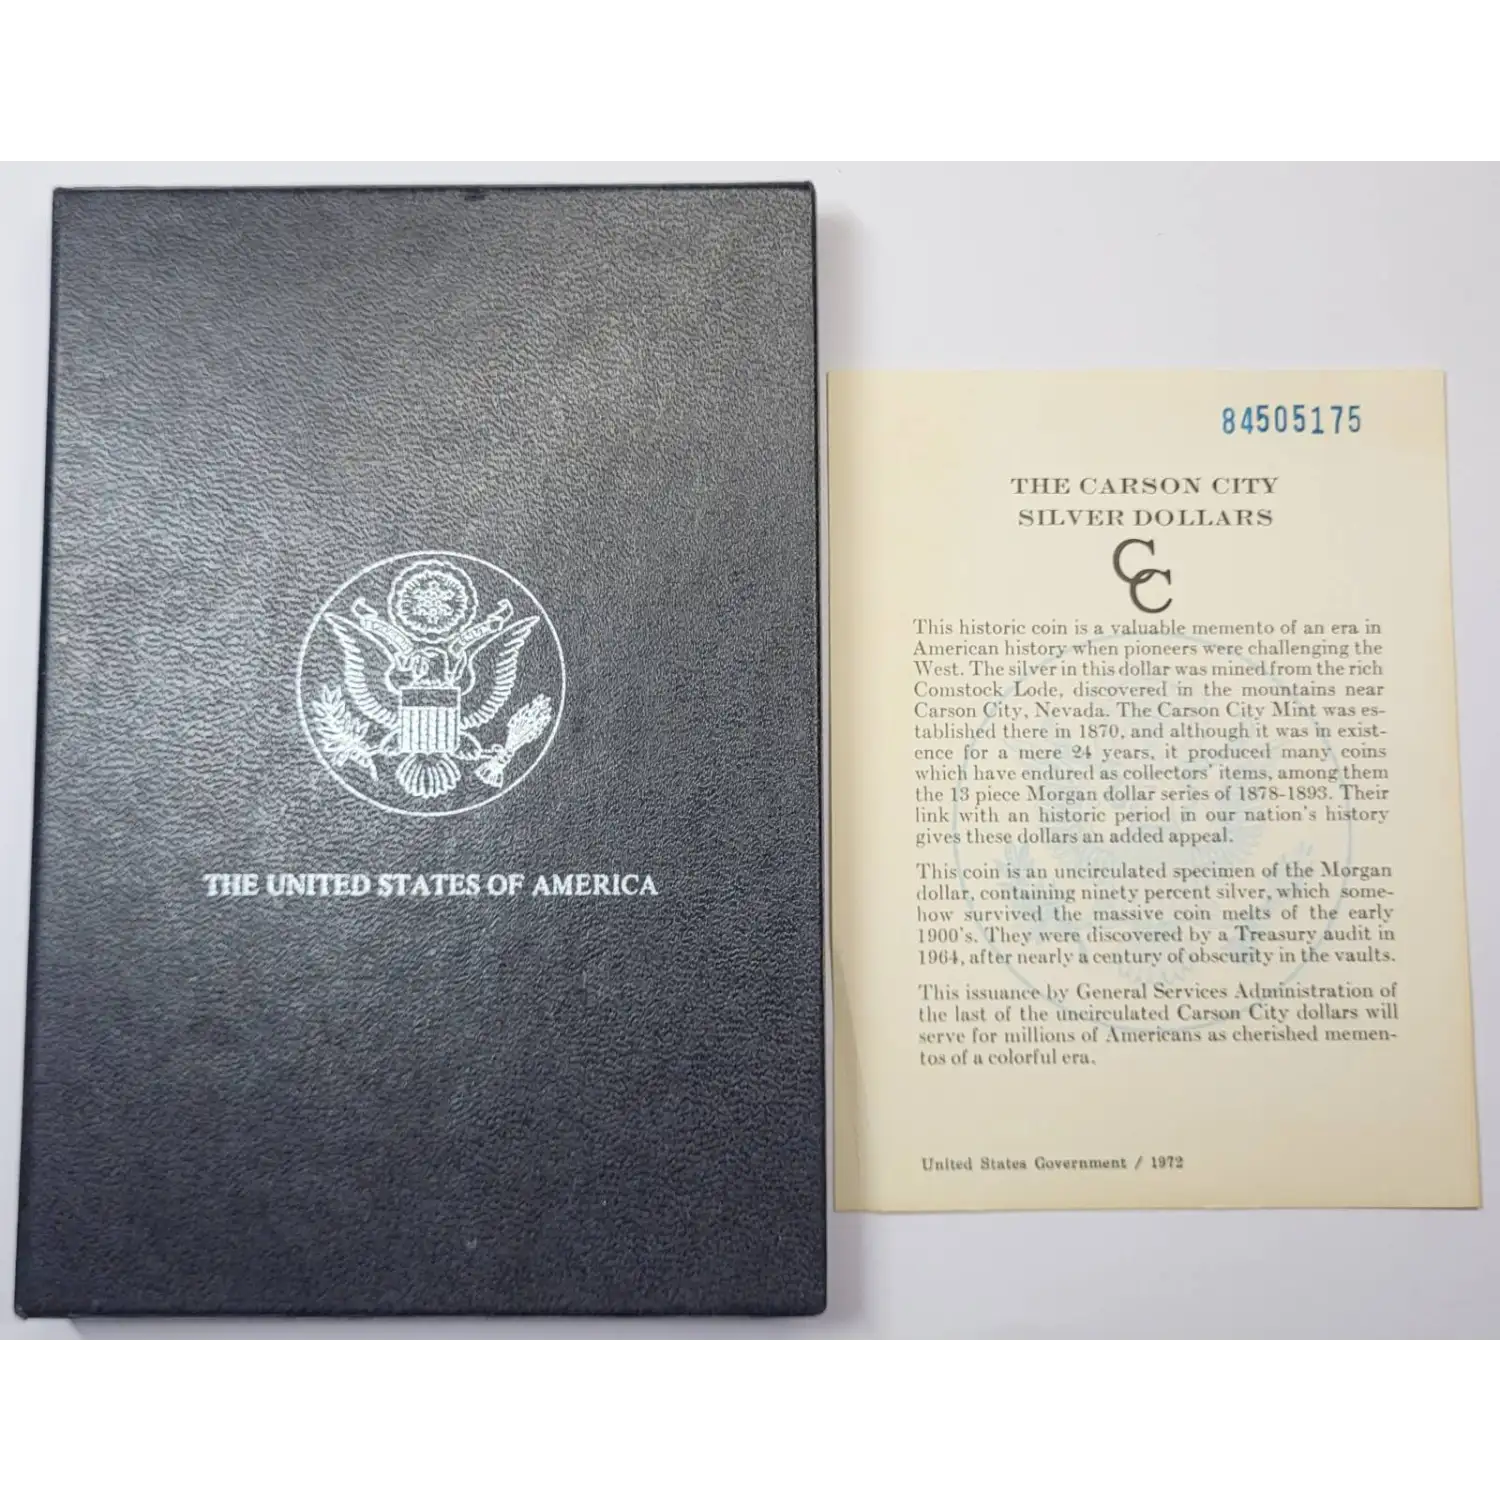 THE UNITED STATES OF AMERICA
84505175
THE CARSON CITY
SILVER DOLLARS
CC
This historic coin is a valuable memento of an era in
American history when pioneers were challenging the
West. The silver in this dollar was mined from the rich
Comstock Lode, discovered in the mountains near
Carson City, Nevada. The Carson City Mint was es-
tablished there in 1870, and although it was in exist-
ence for a mere 24 years, it produced many coins
which have endured as collectors' items, among them
the 13 piece Morgan dollar series of 1878-1893. Their
link with an historic period in our nation's history
gives these dollars an added appeal.
This coin is an uncirculated specimen of the Morgan
dollar, containing ninety percent silver, which some-
how survived the massive coin melts of the early
1900's. They were discovered by a Treasury audit in
1964, after nearly a century of obscurity in the vaults.
This issuance by General Services Administration of
the last of the uncirculated Carson City dollars will
serve for millions of Americans as cherished memen-
tos of a colorful era.
United States Government / 1972